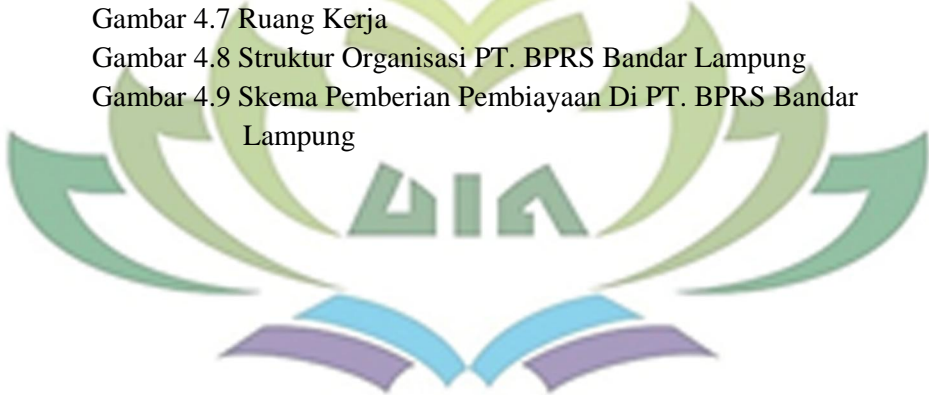 Gambar 4.7 Ruang Kerja
Gambar 4.8 Struktur Organisasi PT. BPRS Bandar Lampung
Gambar 4.9 Skema Pemberian Pembiayaan Di PT. BPRS Bandar
Lampung
UIN